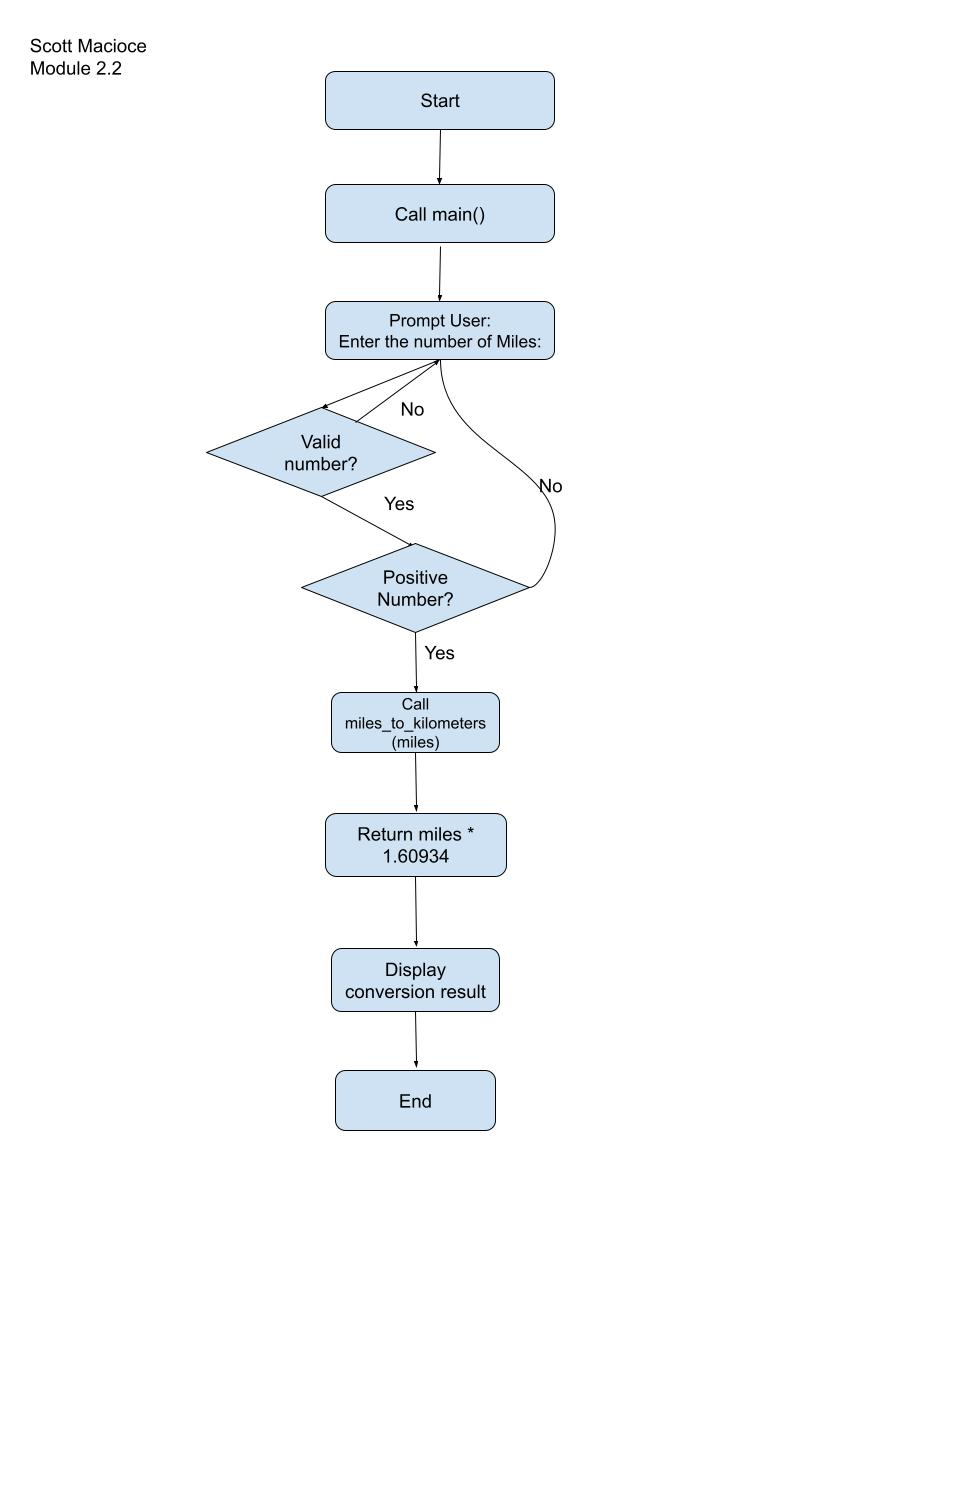 Scott Macioce
Module 2.2
Start
Call main()
Prompt User:
Enter the number of Miles:
No
Valid
number?
No
Yes
Positive
Number?
Yes
Call
miles_to_kilometers
(miles)
Return miles *
1.60934
Display
conversion result
End